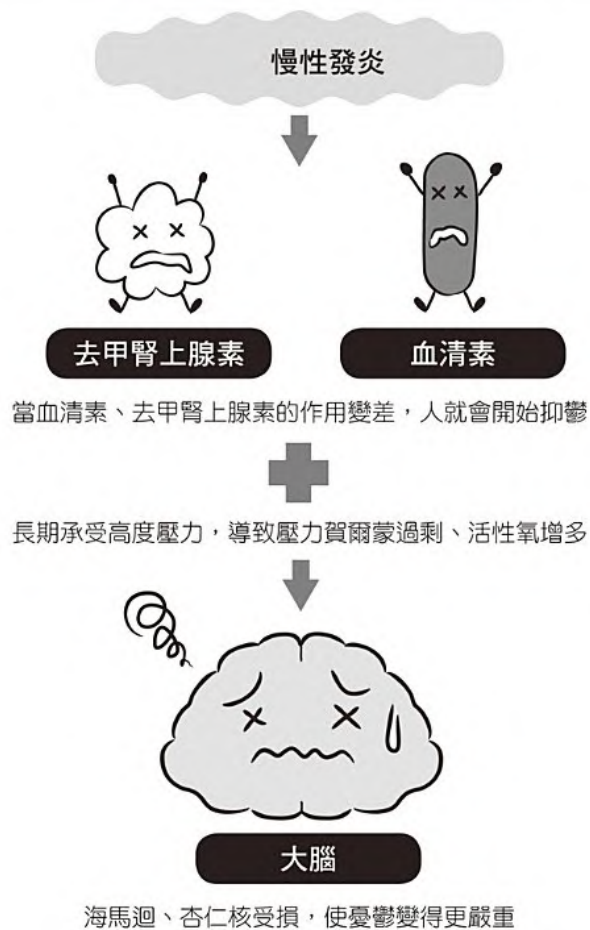 慢性發炎
去甲腎上腺素
血清素
當血清素、去甲腎上腺素的作用變差，人就會開始抑鬱
長期承受高度壓力，導致壓力賀爾蒙過剩、活性氧增多
大腦
海馬迴、杏仁核受損，使憂鬱變得更嚴重